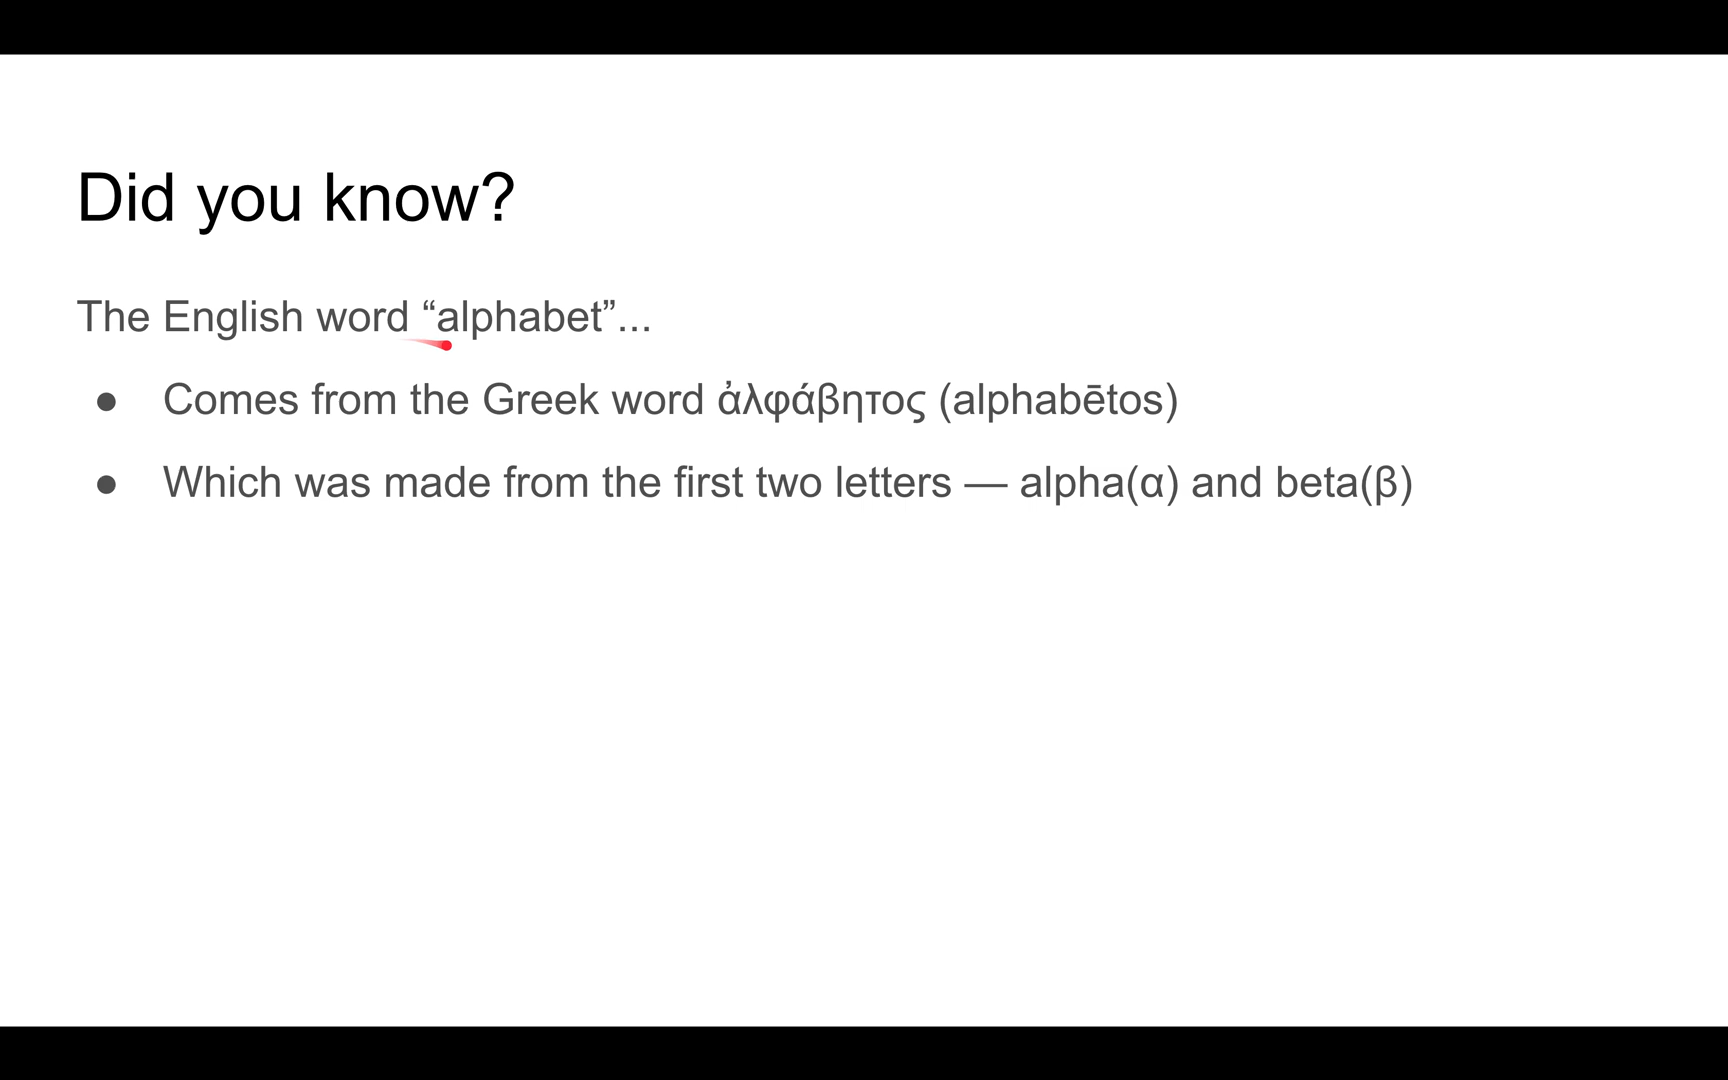 Did you know?
The English word “alphabet”...
● Comes from the Greek word ἀλφάβητος (alphabētos)
● Which was made from the first two letters — alpha(α) and beta(β)